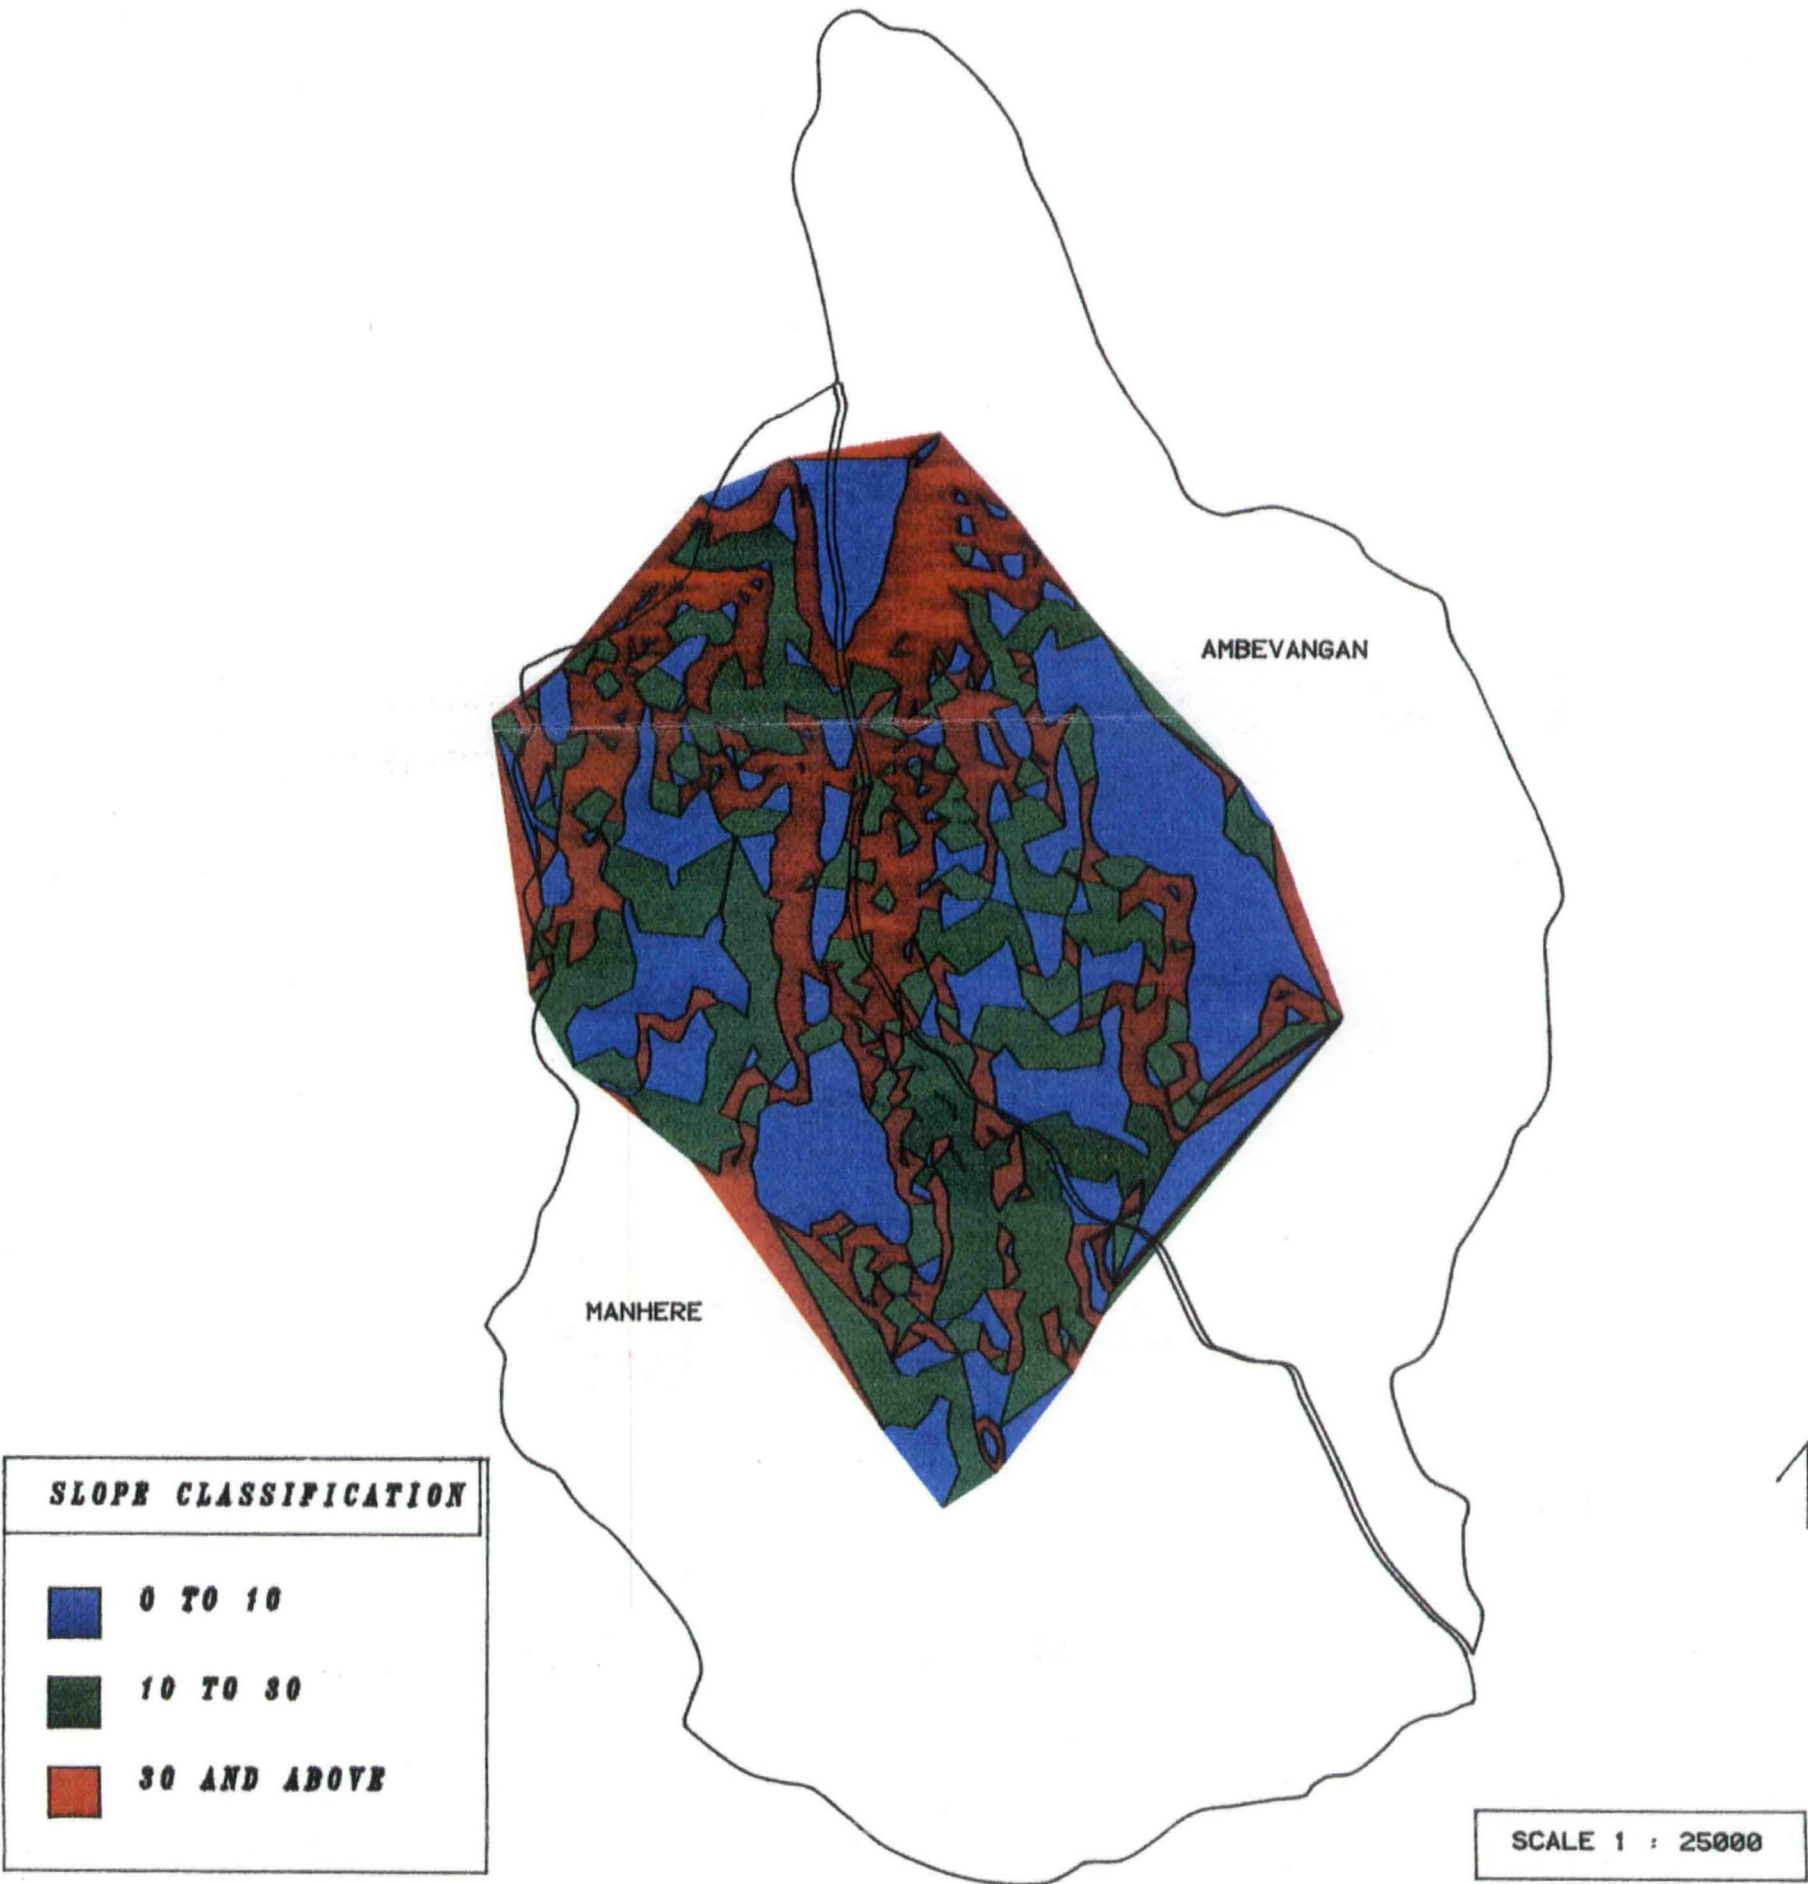 AMBEVANGAN
MANHERE
SLOPE CLASSIFICATION
0 TO 10
10 TO 30
30 AND ABOVE
SCALE 1 : 25000